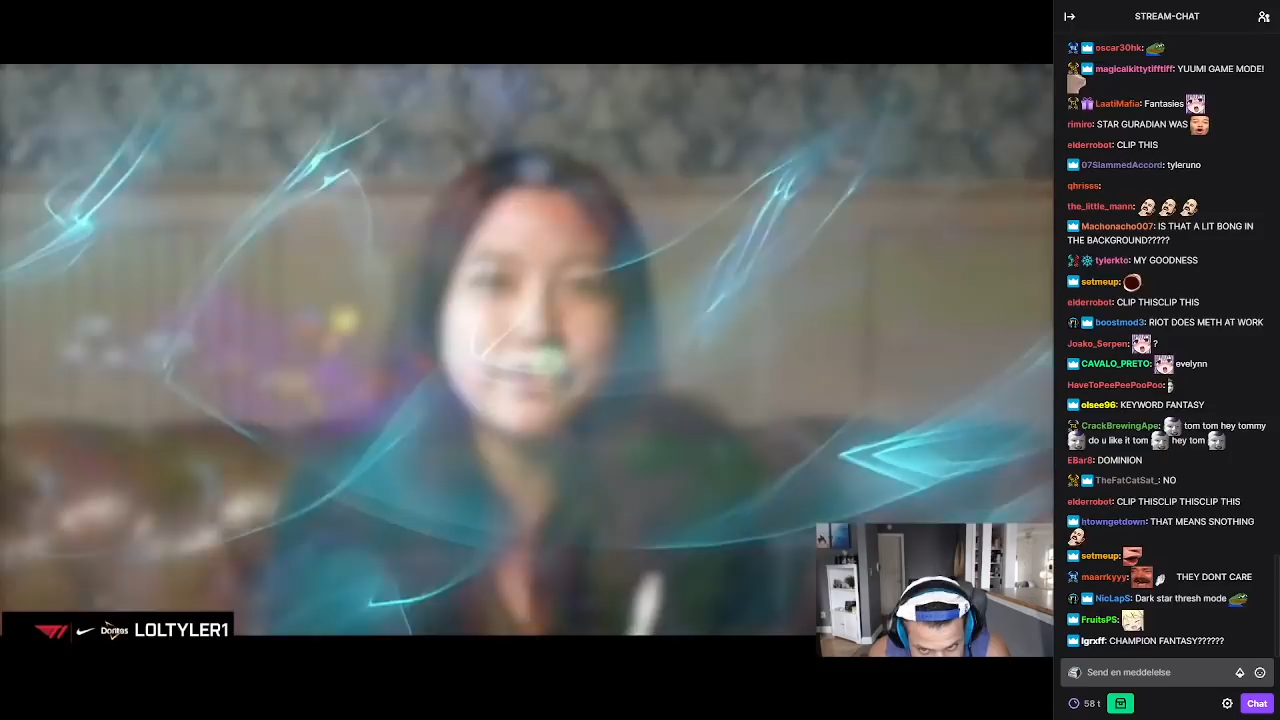 STREAM-CHAT
oscar30hk:
magicalkittytifftiff: YUUMI GAME MODE!
LaatiMafia: Fantasies
rimiro: STAR GURADIAN WAS
elderrobot: CLIP THIS
07SlammedAccord: tyleruno
qhrisss:
the_little_mann:
Machonacho007: IS THAT A LIT BONG IN
THE BACKGROUND?????
tylerkto: MY GOODNESS
setmeup:
elderrobot: CLIP THISCLIP THIS
boostmod3: RIOT DOES METH AT WORK
Joako_Serpen: ?
CAVALO_PRETO: evelynn
HaveToPeePeePooPoo:
olsee96: KEYWORD FANTASY
CrackBrewingApe: tom tom hey tommy
do u like it tom hey tom
EBar8: DOMINION
TheFatCatSat_: NO
elderrobot: CLIP THISCLIP THISCLIP THIS
htowngetdown: THAT MEANS SNOTHING
setmeup:
maarrkyyy: THEY DONT CARE
NicLapS: Dark star thresh mode
FruitsPS:
lgrxff: CHAMPION FANTASY??????
Doritos LOLTYLER1
Send en meddelelse
58 t
Chat